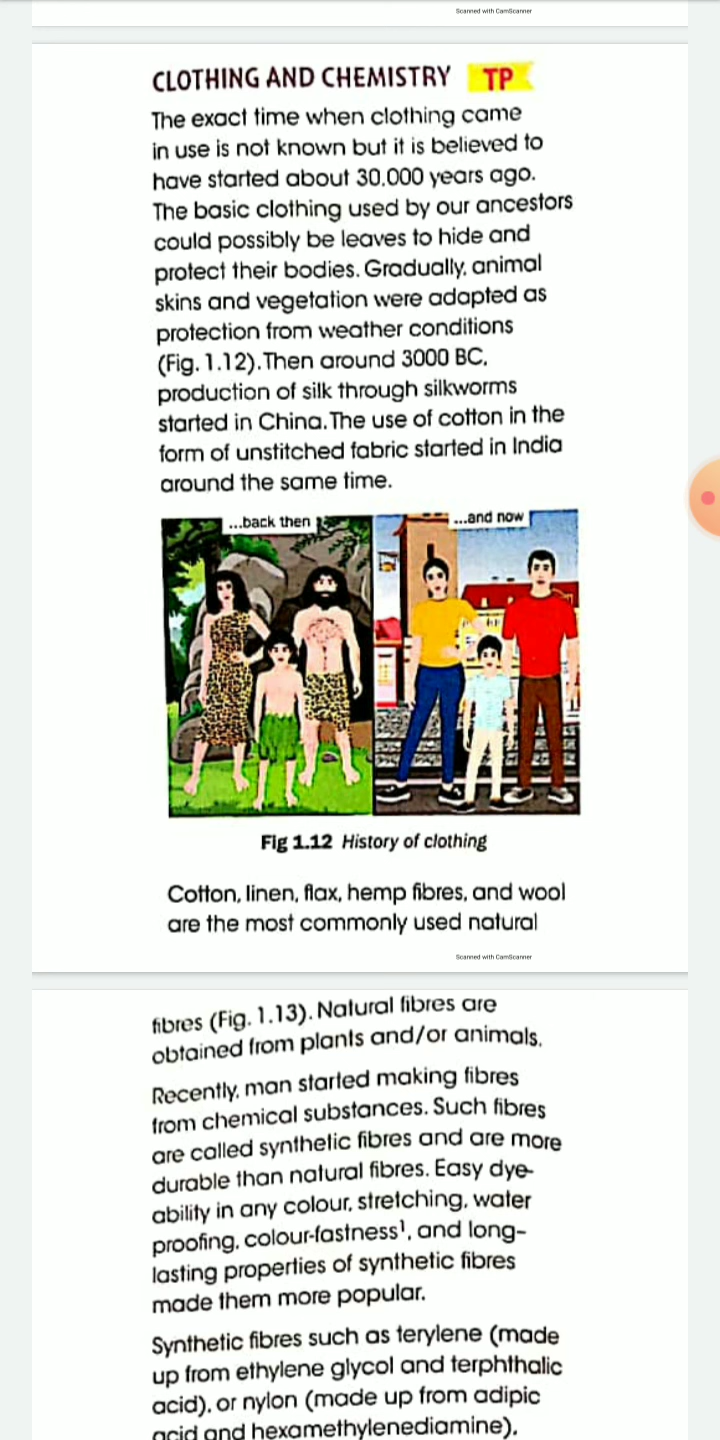 Scanned with CamScanner
CLOTHING AND CHEMISTRY TP
The exact time when clothing came
in use is not known but it is believed to
have started about 30,000 years ago.
The basic clothing used by our ancestors
could possibly be leaves to hide and
protect their bodies. Gradually, animal
skins and vegetation were adapted as
protection from weather conditions
(Fig. 1.12). Then around 3000 BC,
production of silk through silkworms
started in China. The use of cotton in the
form of unstitched fabric started in India
around the same time.
...back then ...and now
Fig 1.12 History of clothing
Cotton, linen, flax, hemp fibres, and wool
are the most commonly used natural
Scanned with CamScanner
fibres (Fig. 1.13). Natural fibres are
obtained from plants and/or animals.
Recently, man started making fibres
from chemical substances. Such fibres
are called synthetic fibres and are more
durable than natural fibres. Easy dye-
ability in any colour, stretching, water
proofing, colour-fastness¹, and long-
lasting properties of synthetic fibres
made them more popular.
Synthetic fibres such as terylene (made
up from ethylene glycol and terphthalic
acid), or nylon (made up from adipic
acid and hexamethylenediamine),